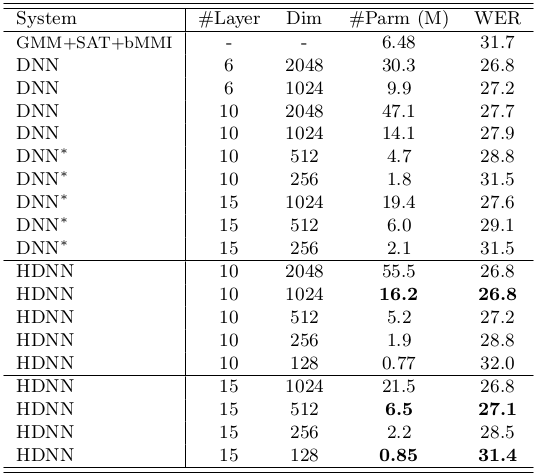 System #Layer Dim #Parm (M) WER
GMM+SAT+bMMI - - 6.48 31.7
DNN 6 2048 30.3 26.8
DNN 6 1024 9.9 27.2
DNN 10 2048 47.1 27.7
DNN 10 1024 14.1 27.9
DNN* 10 512 4.7 28.8
DNN* 10 256 1.8 31.5
DNN* 15 1024 19.4 27.6
DNN* 15 512 6.0 29.1
DNN* 15 256 2.1 31.5
HDNN 10 2048 55.5 26.8
HDNN 10 1024 16.2 26.8
HDNN 10 512 5.2 27.2
HDNN 10 256 1.9 28.8
HDNN 10 128 0.77 32.0
HDNN 15 1024 21.5 26.8
HDNN 15 512 6.5 27.1
HDNN 15 256 2.2 28.5
HDNN 15 128 0.85 31.4